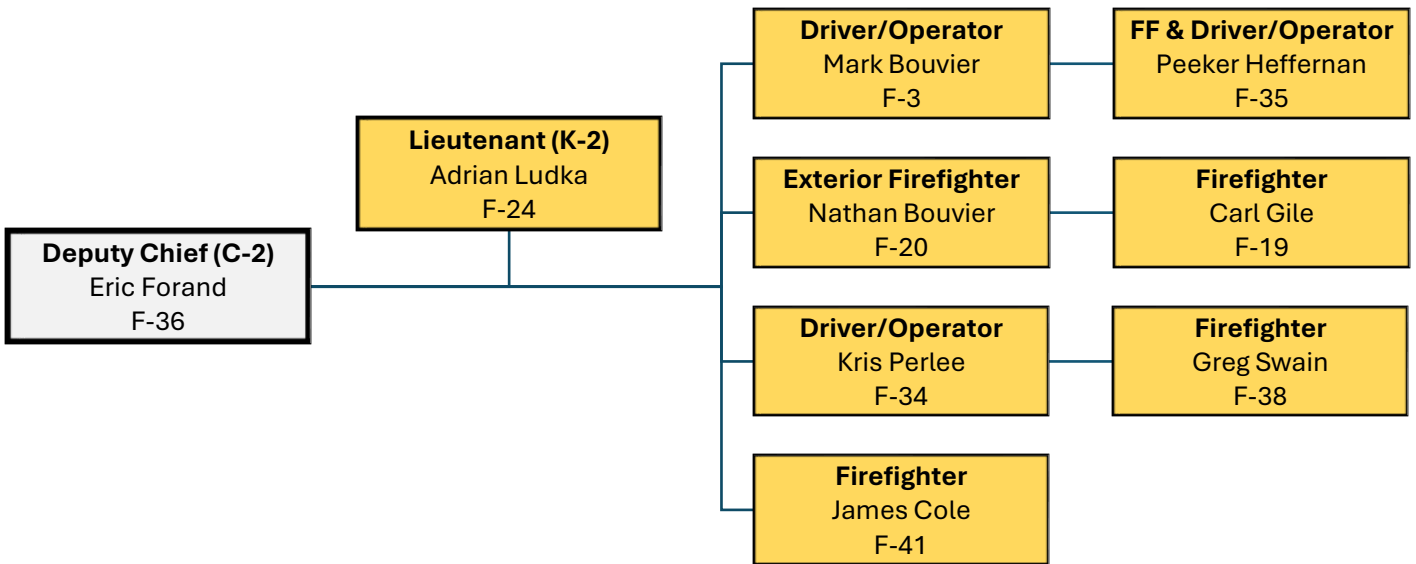 Deputy Chief (C-2)
Eric Forand
F-36
Lieutenant (K-2)
Adrian Ludka
F-24
Driver/Operator
Mark Bouvier
F-3
FF & Driver/Operator
Peeker Heffernan
F-35
Exterior Firefighter
Nathan Bouvier
F-20
Firefighter
Carl Gile
F-19
Driver/Operator
Kris Perlee
F-34
Firefighter
Greg Swain
F-38
Firefighter
James Cole
F-41